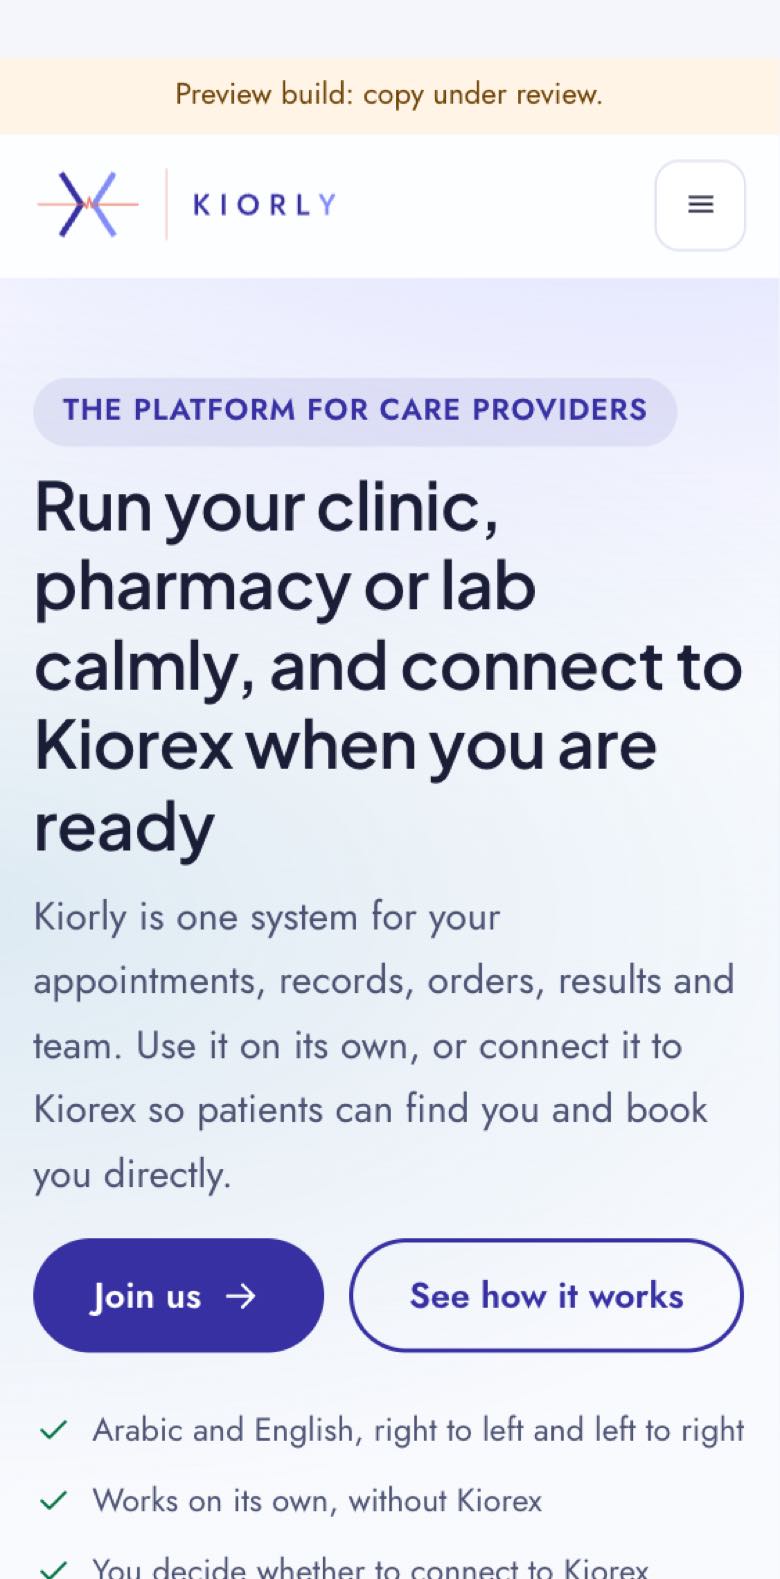 Preview build: copy under review.
KIORLY
THE PLATFORM FOR CARE PROVIDERS
Run your clinic,
pharmacy or lab
calmly, and connect to
Kiorex when you are
ready
Kiorly is one system for your
appointments, records, orders, results and
team. Use it on its own, or connect it to
Kiorex so patients can find you and book
you directly.
Join us →
See how it works
Arabic and English, right to left and left to right
Works on its own, without Kiorex
You decide whether to connect to Kiorex